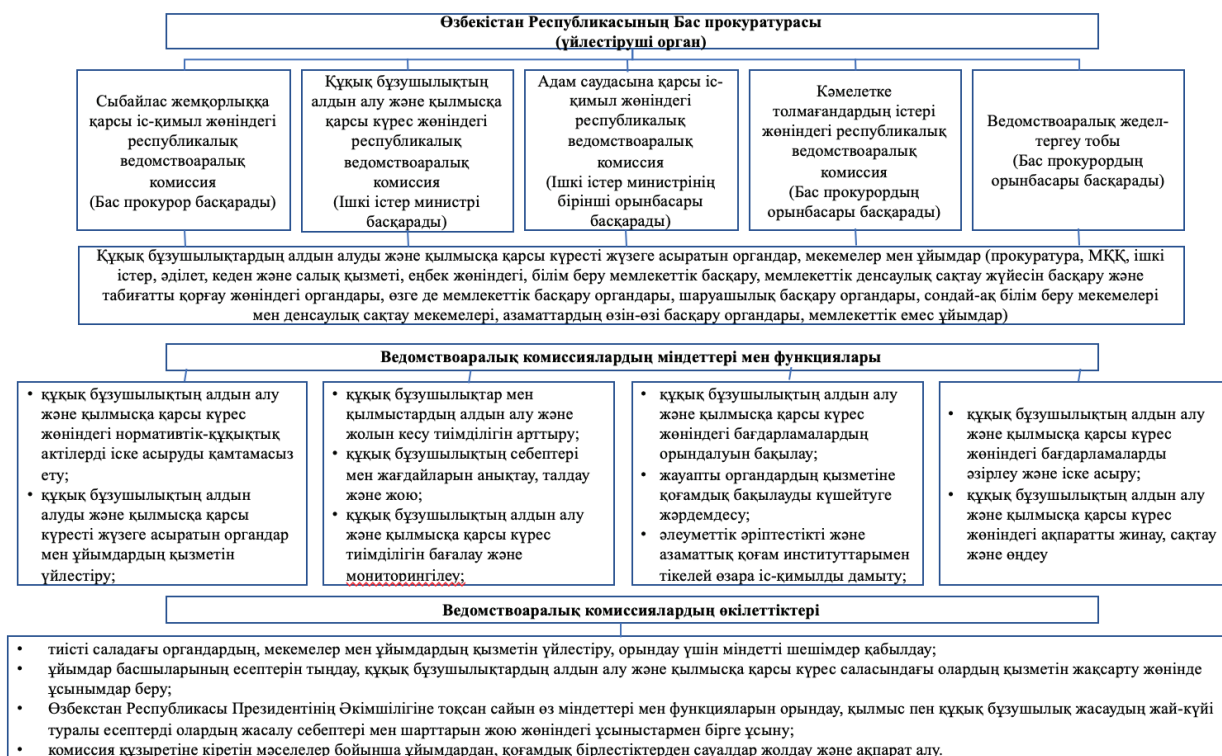 Өзбекістан Республикасының Бас прокуратурасы
(үйлестіруші орган)
Сыбайлас жемқорлыққа
қарсы іс-қимыл жөніндегі
республикалық
ведомствоаралық
комиссия
(Бас прокурор басқарады)
Құқық бұзушылықтың
алдын алу және қылмысқа
қарсы күрес жөніндегі
республикалық
ведомствоаралық
комиссия
(Ішкі істер министрі
басқарады)
Адам саудасына қарсы іс-
қимыл жөніндегі
республикалық
ведомствоаралық
комиссия
(Ішкі істер министрінің
бірінші орынбасары
басқарады)
Кәмелетке
толмағандардың істері
жөніндегі республикалық
ведомствоаралық
комиссия
(Бас прокурордың
орынбасары басқарады)
Ведомствоаралық жедел-
тергеу тобы
(Бас прокурордың
орынбасары басқарады)
Құқық бұзушылықтардың алдын алуды және қылмысқа қарсы күресті жүзеге асыратын органдар, мекемелер мен ұйымдар (прокуратура, МҚҚ, ішкі
істер, әділет, кеден және салық қызметі, еңбек жөніндегі, білім беру мемлекеттік басқару, мемлекеттік денсаулық сақтау жүйесін басқару және
табиғатты қорғау жөніндегі органдары, өзге де мемлекеттік басқару органдары, шаруашылық басқару органдары, сондай-ақ білім беру мекемелері
мен денсаулық сақтау мекемелері, азаматтардың өзін-өзі басқару органдары, мемлекеттік емес ұйымдар)
Ведомствоаралық комиссиялардың міндеттері мен функциялары
• құқық бұзушылықтың алдын алу
және қылмысқа қарсы күрес
жөніндегі нормативтік-құқықтық
актілерді іске асыруды қамтамасыз
ету;
• құқық бұзушылықтың алдын
алуды және қылмысқа қарсы
күресті жүзеге асыратын органдар
мен ұйымдардың қызметін
үйлестіру;
• құқық бұзушылықтар мен
қылмыстардың алдын алу және
жолын кесу тиімділігін арттыру;
• құқық бұзушылықтың себептері
мен жағдайларын анықтау, талдау
және жою;
• құқық бұзушылықтың алдын алу
және қылмысқа қарсы күрес
тиімділігін бағалау және
мониторингілеу;
• құқық бұзушылықтың алдын алу
және қылмысқа қарсы күрес
жөніндегі бағдарламалардың
орындалуын бақылау;
• жауапты органдардың қызметіне
қоғамдық бақылауды күшейтуге
жәрдемдесу;
• әлеуметтік әріптестікті және
азаматтық қоғам институттарымен
тікелей өзара іс-қимылды дамыту;
• құқық бұзушылықтың алдын алу
және қылмысқа қарсы күрес
жөніндегі бағдарламаларды
әзірлеу және іске асыру;
• құқық бұзушылықтың алдын алу
және қылмысқа қарсы күрес
жөніндегі ақпаратты жинау, сақтау
және өңдеу
Ведомствоаралық комиссиялардың өкілеттіктері
• тиісті саладағы органдардың, мекемелер мен ұйымдардың қызметін үйлестіру, орындау үшін міндетті шешімдер қабылдау;
• ұйымдар басшыларының есептерін тыңдау, құқық бұзушылықтардың алдын алу және қылмысқа қарсы күрес саласындағы олардың қызметін жақсарту жөнінде
ұсынымдар беру;
• Өзбекстан Республикасы Президентінің Әкімшілігіне тоқсан сайын өз міндеттері мен функцияларын орындау, қылмыс пен құқық бұзушылық жасаудың жай-күйі
туралы есептерді олардың жасалу себептері мен шарттарын жою жөніндегі ұсыныстармен бірге ұсыну;
• комиссия құзыретіне кіретін мәселелер бойынша ұйымдардан, қоғамдық бірлестіктерден сауалдар жолдау және ақпарат алу.